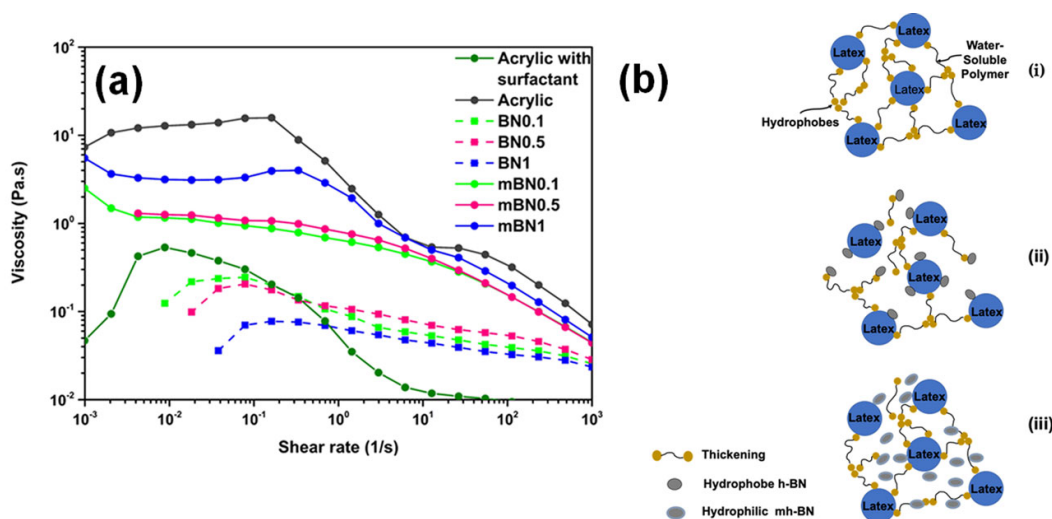 (a)
10²
10¹
10⁰
10⁻¹
10⁻²
Viscosity (Pa.s)
10⁻³ 10⁻² 10⁻¹ 10⁰ 10¹ 10² 10³
Shear rate (1/s)
Acrylic with
surfactant
Acrylic
BN0.1
BN0.5
BN1
mBN0.1
mBN0.5
mBN1
(b)
Latex
Latex
Water-
Soluble
Polymer
(i)
Latex
Hydrophobes
Latex
Latex
Latex
Latex
(ii)
Latex
Latex
Latex
Latex
Latex
(iii)
Latex
Latex
Latex
Thickening
Hydrophobe h-BN
Hydrophilic mh-BN